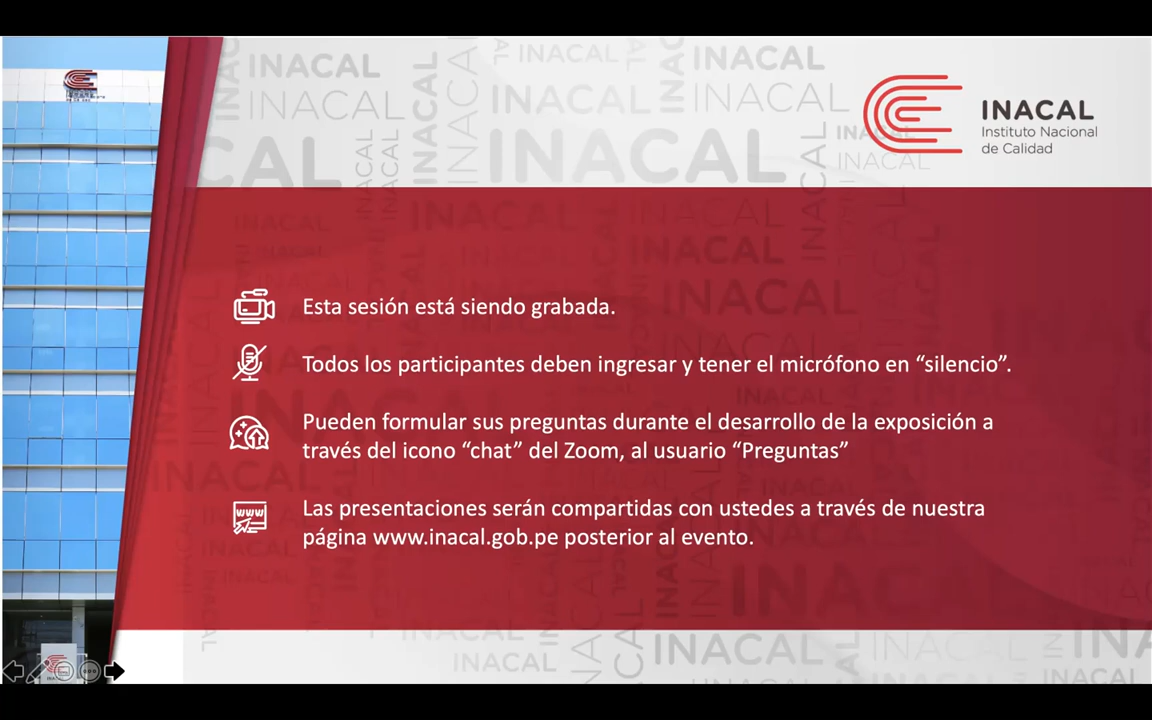 INACAL
Instituto Nacional
de Calidad
Esta sesión está siendo grabada.
Todos los participantes deben ingresar y tener el micrófono en “silencio”.
Pueden formular sus preguntas durante el desarrollo de la exposición a
través del icono “chat” del Zoom, al usuario “Preguntas”
www
Las presentaciones serán compartidas con ustedes a través de nuestra
página www.inacal.gob.pe posterior al evento.